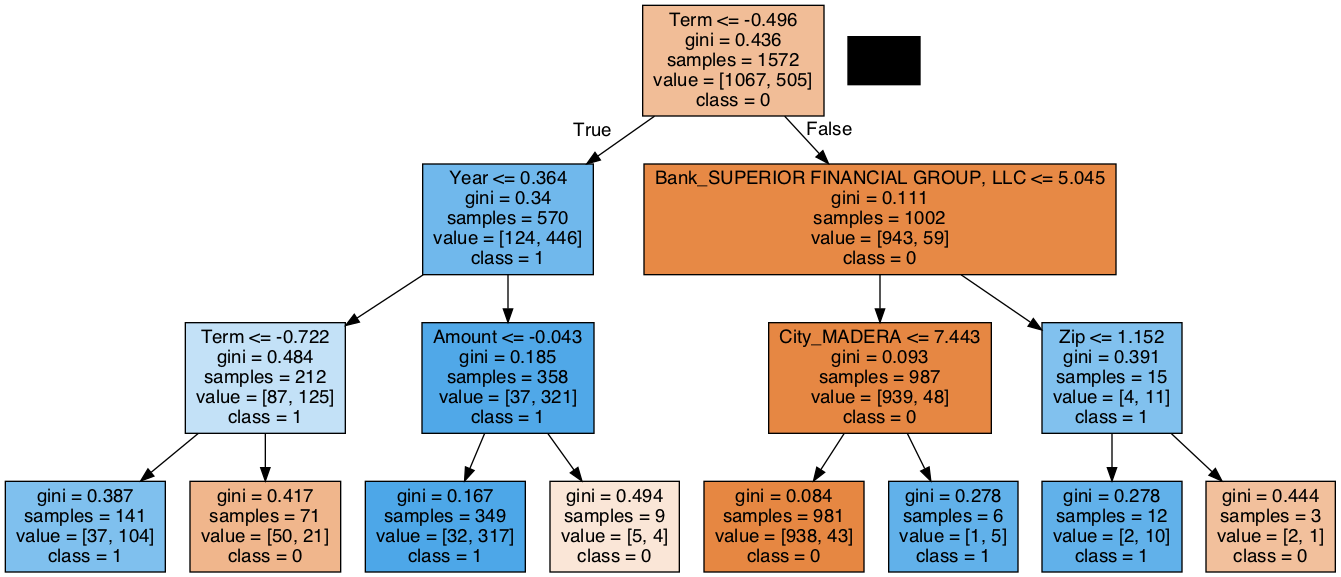 Term <= -0.496
gini = 0.436
samples = 1572
value = [1067, 505]
class = 0
True
False
Year <= 0.364
gini = 0.34
samples = 570
value = [124, 446]
class = 1
Bank_SUPERIOR FINANCIAL GROUP, LLC <= 5.045
gini = 0.111
samples = 1002
value = [943, 59]
class = 0
Term <= -0.722
gini = 0.484
samples = 212
value = [87, 125]
class = 1
Amount <= -0.043
gini = 0.185
samples = 358
value = [37, 321]
class = 1
City_MADERA <= 7.443
gini = 0.093
samples = 987
value = [939, 48]
class = 0
Zip <= 1.152
gini = 0.391
samples = 15
value = [4, 11]
class = 1
gini = 0.387
samples = 141
value = [37, 104]
class = 1
gini = 0.417
samples = 71
value = [50, 21]
class = 0
gini = 0.167
samples = 349
value = [32, 317]
class = 1
gini = 0.494
samples = 9
value = [5, 4]
class = 0
gini = 0.084
samples = 981
value = [938, 43]
class = 0
gini = 0.278
samples = 6
value = [1, 5]
class = 1
gini = 0.278
samples = 12
value = [2, 10]
class = 1
gini = 0.444
samples = 3
value = [2, 1]
class = 0